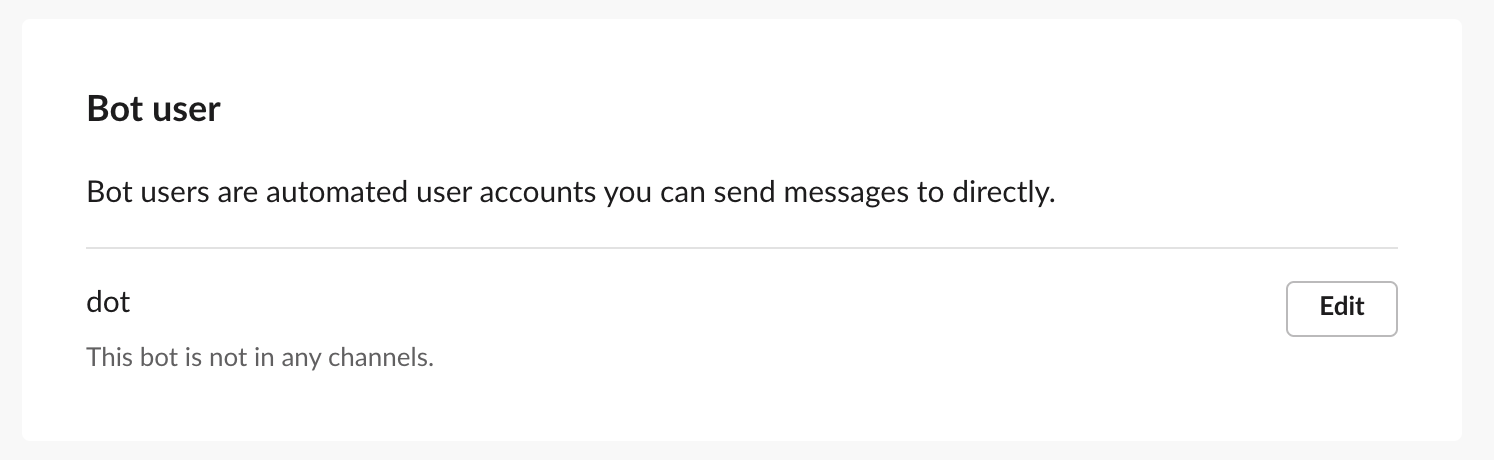 Bot user
Bot users are automated user accounts you can send messages to directly.
dot
Edit
This bot is not in any channels.